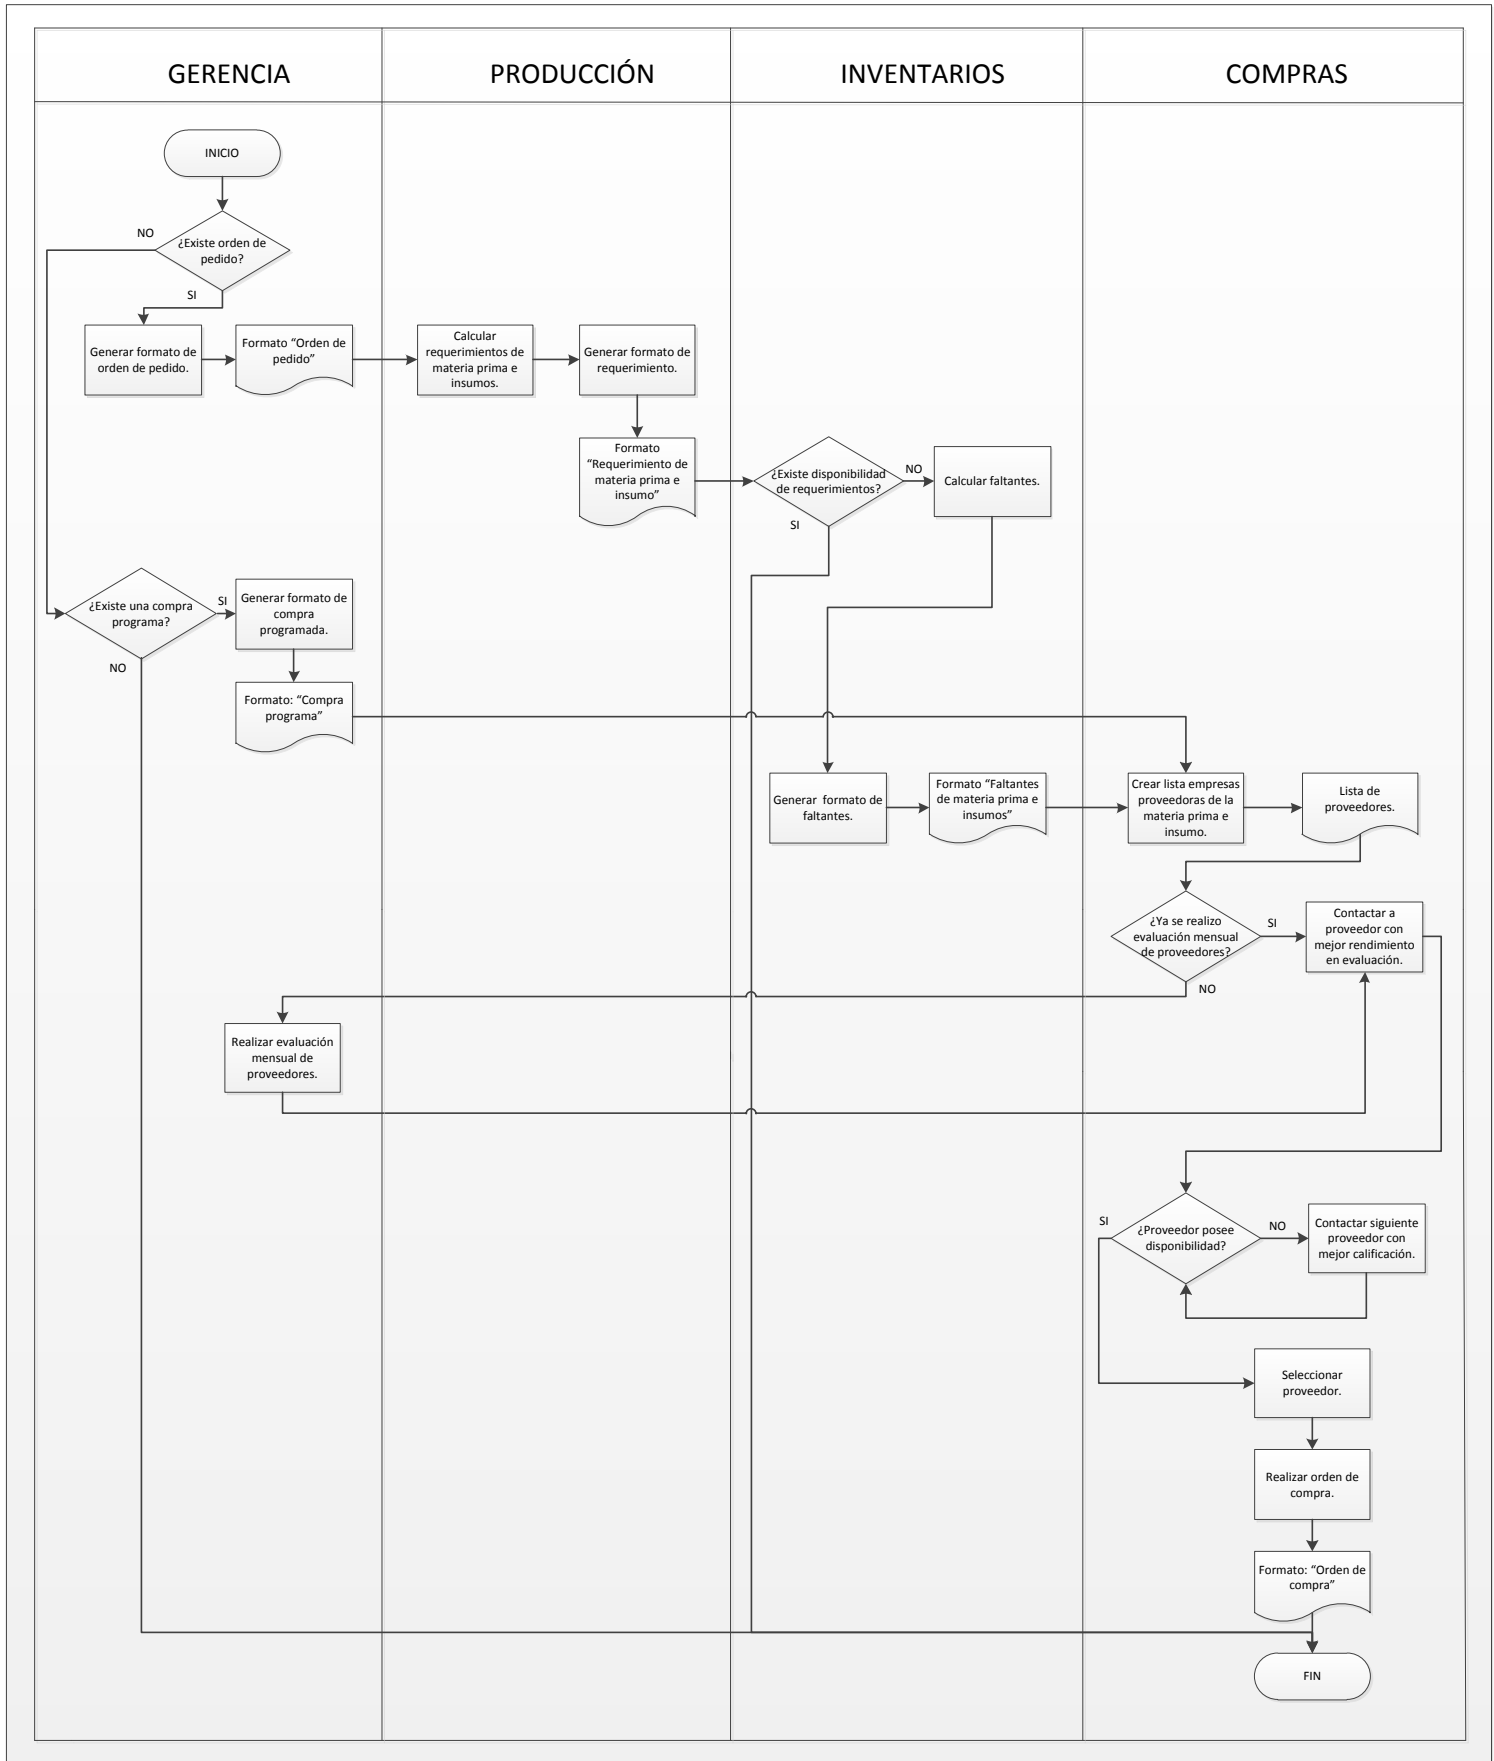 GERENCIA
PRODUCCIÓN
INVENTARIOS
COMPRAS
INICIO
¿Existe orden de
pedido?
NO
SI
Generar formato de
orden de pedido.
Formato “Orden de
pedido”
Calcular
requerimientos de
materia prima e
insumos.
Generar formato de
requerimiento.
Formato
“Requerimiento de
materia prima e
insumo”
¿Existe disponibilidad
de requerimientos?
NO
SI
Calcular faltantes.
¿Existe una compra
programa?
SI
NO
Generar formato de
compra
programada.
Formato: “Compra
programa”
Generar formato de
faltantes.
Formato “Faltantes
de materia prima e
insumos”
Crear lista empresas
proveedoras de la
materia prima e
insumo.
Lista de
proveedores.
¿Ya se realizo
evaluación mensual
de proveedores?
SI
NO
Contactar a
proveedor con
mejor rendimiento
en evaluación.
Realizar evaluación
mensual de
proveedores.
¿Proveedor posee
disponibilidad?
SI
NO
Contactar siguiente
proveedor con
mejor calificación.
Seleccionar
proveedor.
Realizar orden de
compra.
Formato: “Orden de
compra”
FIN